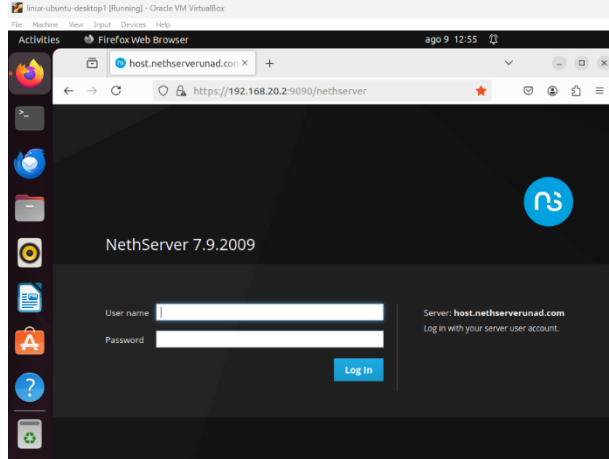 linux-ubuntu-desktop1 [Running] - Oracle VM VirtualBox
File Machine View Input Devices Help
Activities Firefox Web Browser ago 9 12:55
host.nethserverunad.con
https://192.168.20.2:9090/nethserver
ns
NethServer 7.9.2009
User name
Password
Log In
Server: host.nethserverunad.com
Log in with your server user account.